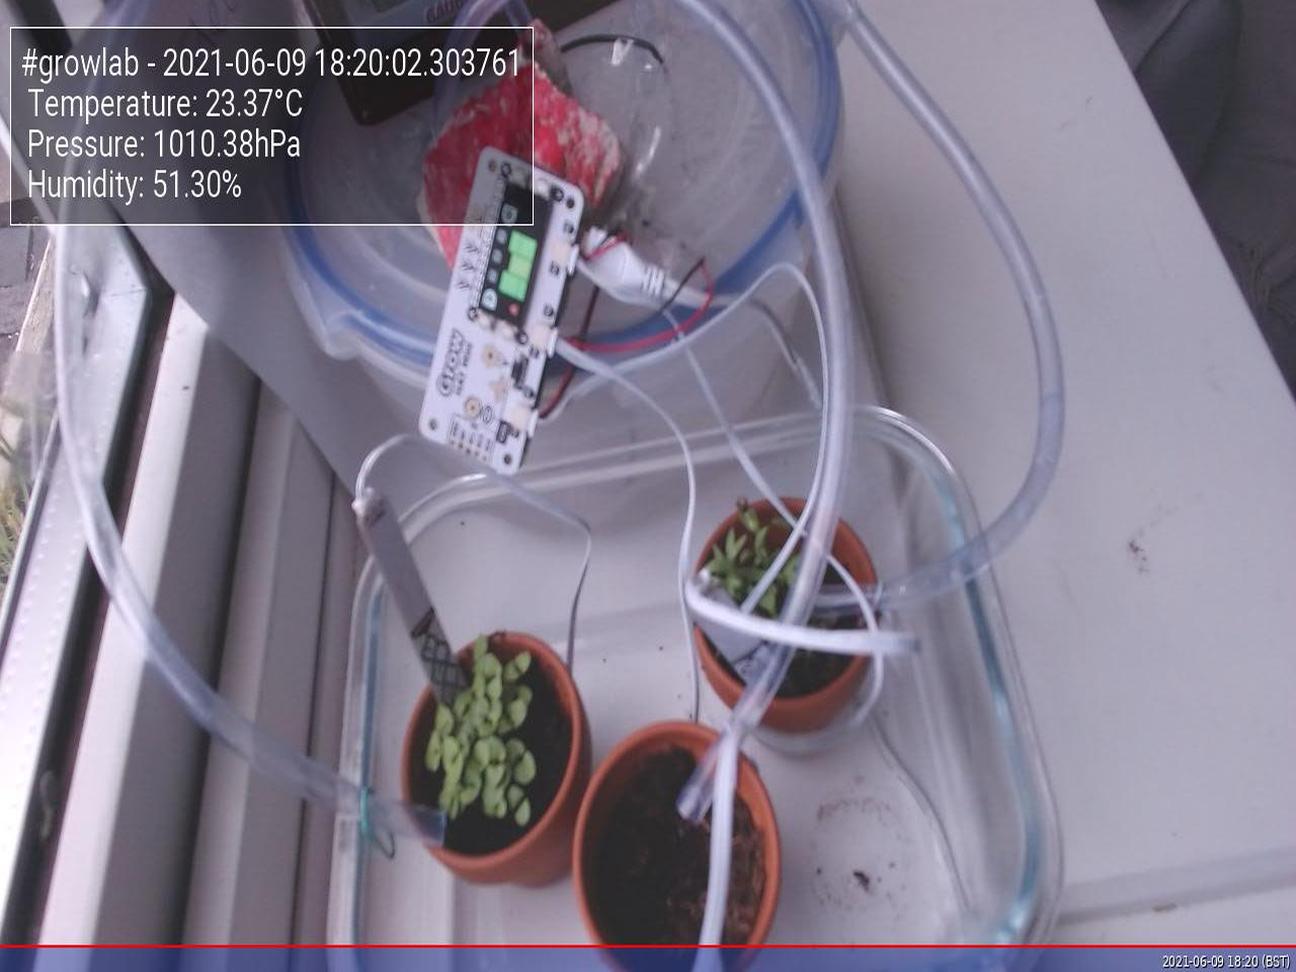 #growlab - 2021-06-09 18:20:02.303761
Temperature: 23.37°C
Pressure: 1010.38hPa
Humidity: 51.30%
GROW
2021-06-09 18:20 (BST)